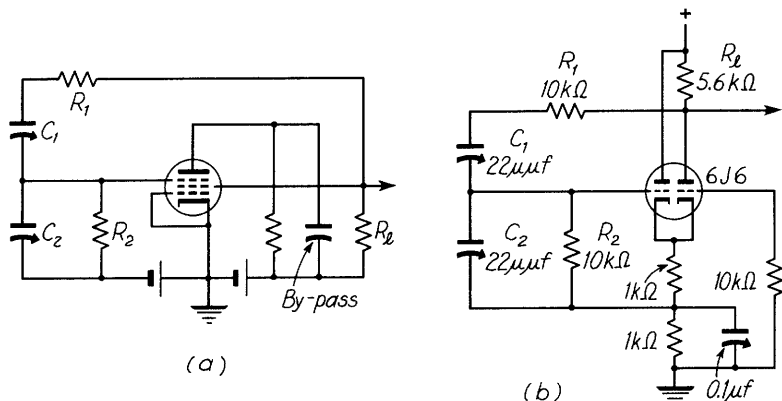 R₁
C₁
C₂
R₂
Rℓ
By-pass
(a)
+
R₁
10kΩ
Rℓ
5.6kΩ
C₁
22μμf
6J6
C₂
22μμf
R₂
10kΩ
1kΩ
10kΩ
1kΩ
0.1μf
(b)